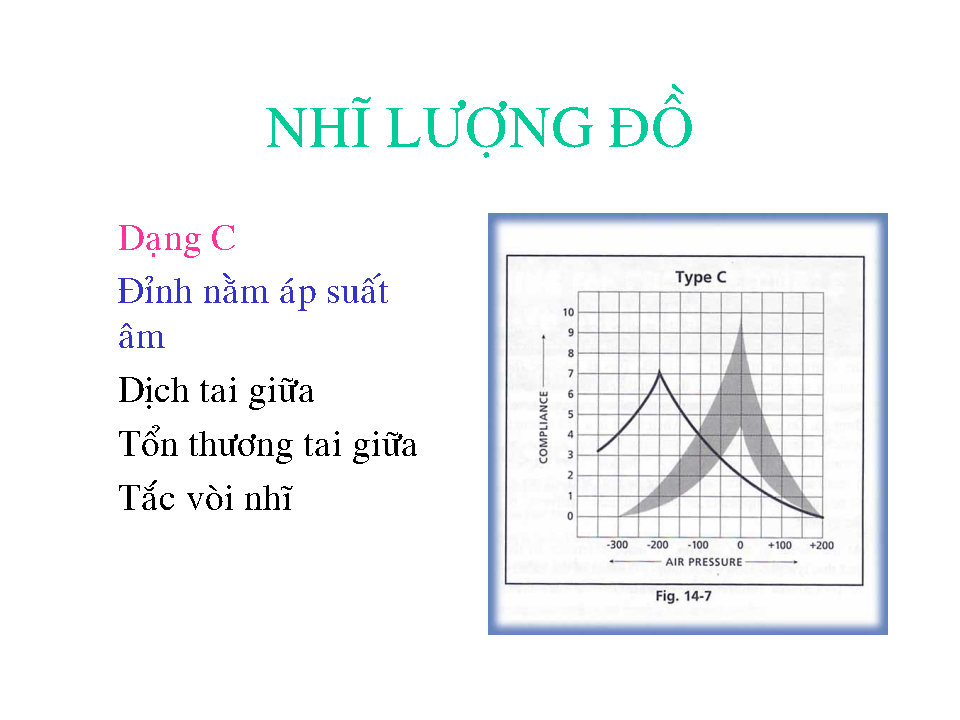 NHĨ LƯỢNG ĐỒ
Dạng C
Đỉnh nằm áp suất
âm
Dịch tai giữa
Tổn thương tai giữa
Tắc vòi nhĩ
Type C
10
9
8
7
6
5
4
3
2
1
0
COMPLIANCE
-300 -200 -100 0 +100 +200
AIR PRESSURE
Fig. 14-7